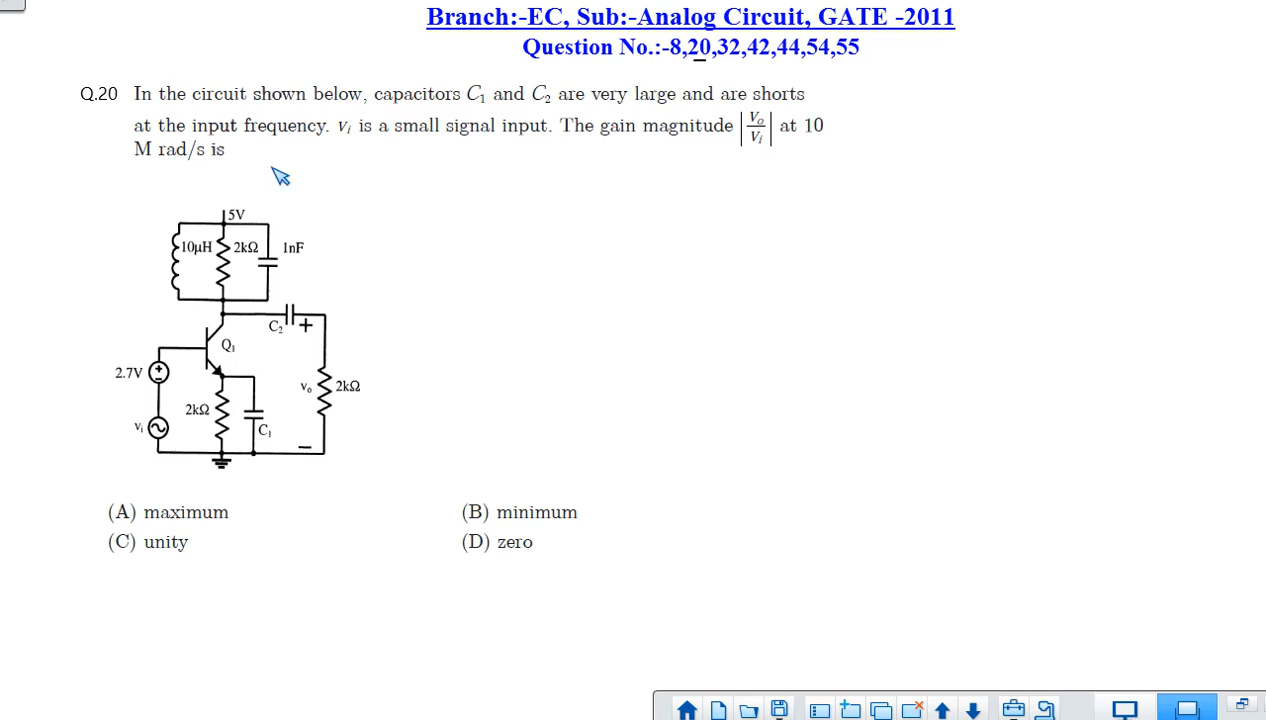 Branch:-EC, Sub:-Analog Circuit, GATE -2011
Question No.:-8,20,32,42,44,54,55
Q.20 In the circuit shown below, capacitors C₁ and C₂ are very large and are shorts
at the input frequency. vᵢ is a small signal input. The gain magnitude |Vₒ/Vᵢ| at 10
M rad/s is
5V
10μH 2kΩ 1nF
C₂ +
Q₁
2.7V + −
vₒ 2kΩ
2kΩ
vᵢ C₁
−
(A) maximum (B) minimum
(C) unity (D) zero